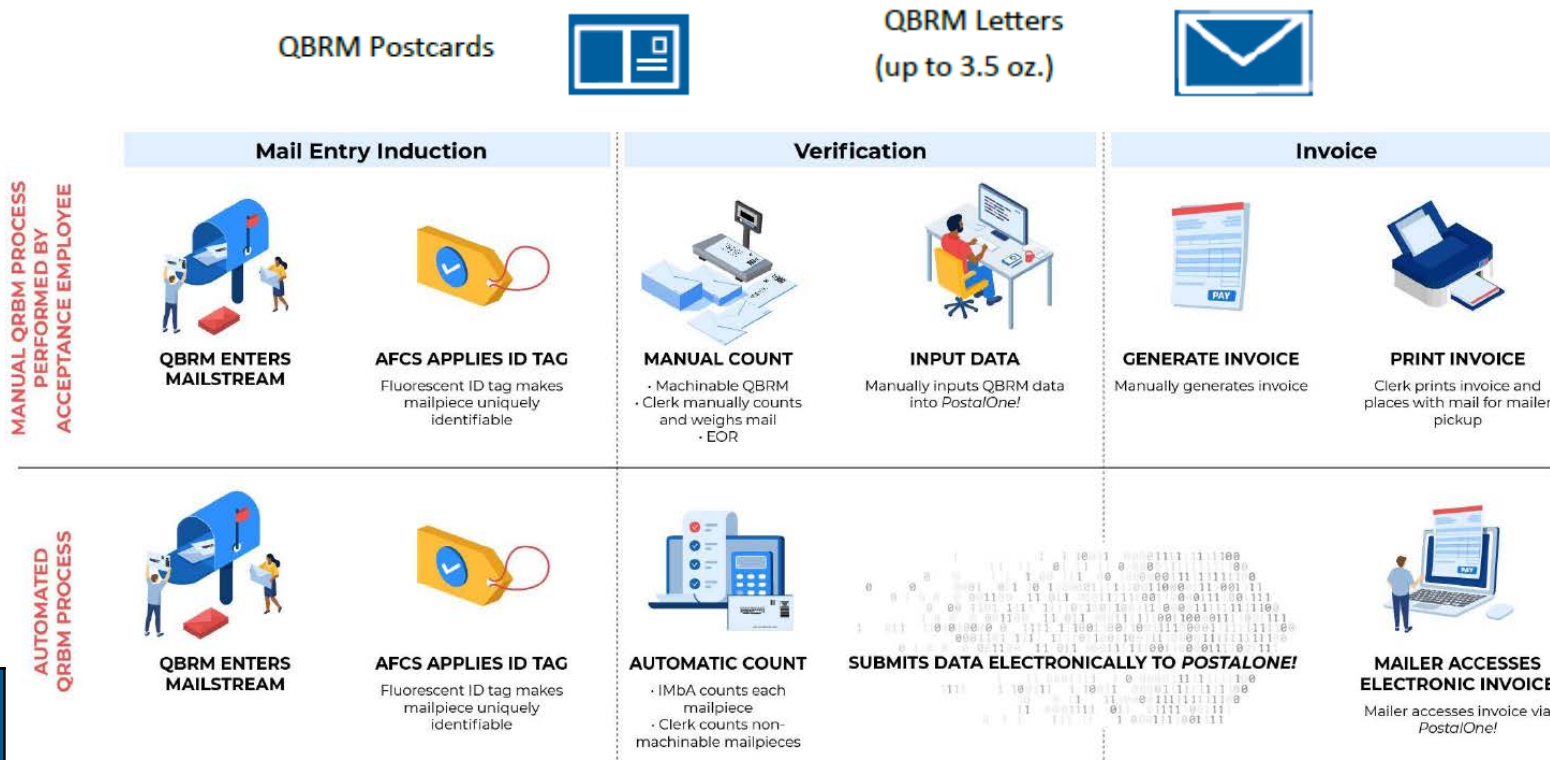 QBRM Postcards
QBRM Letters
(up to 3.5 oz.)
Mail Entry Induction
Verification
Invoice
MANUAL QRBM PROCESS
PERFORMED BY
ACCEPTANCE EMPLOYEE
QBRM ENTERS
MAILSTREAM
AFCS APPLIES ID TAG
Fluorescent ID tag makes
mailpiece uniquely
identifiable
MANUAL COUNT
· Machinable QBRM
· Clerk manually counts
and weighs mail
· EOR
INPUT DATA
Manually inputs QBRM data
into PostalOne!
PAY
GENERATE INVOICE
Manually generates invoice
PRINT INVOICE
Clerk prints invoice and
places with mail for mailer
pickup
AUTOMATED
QRBM PROCESS
QBRM ENTERS
MAILSTREAM
AFCS APPLIES ID TAG
Fluorescent ID tag makes
mailpiece uniquely
identifiable
AUTOMATIC COUNT
· IMbA counts each
mailpiece
· Clerk counts non-
machinable mailpieces
SUBMITS DATA ELECTRONICALLY TO POSTALONE!
PAY
MAILER ACCESSES
ELECTRONIC INVOICE
Mailer accesses invoice via
PostalOne!